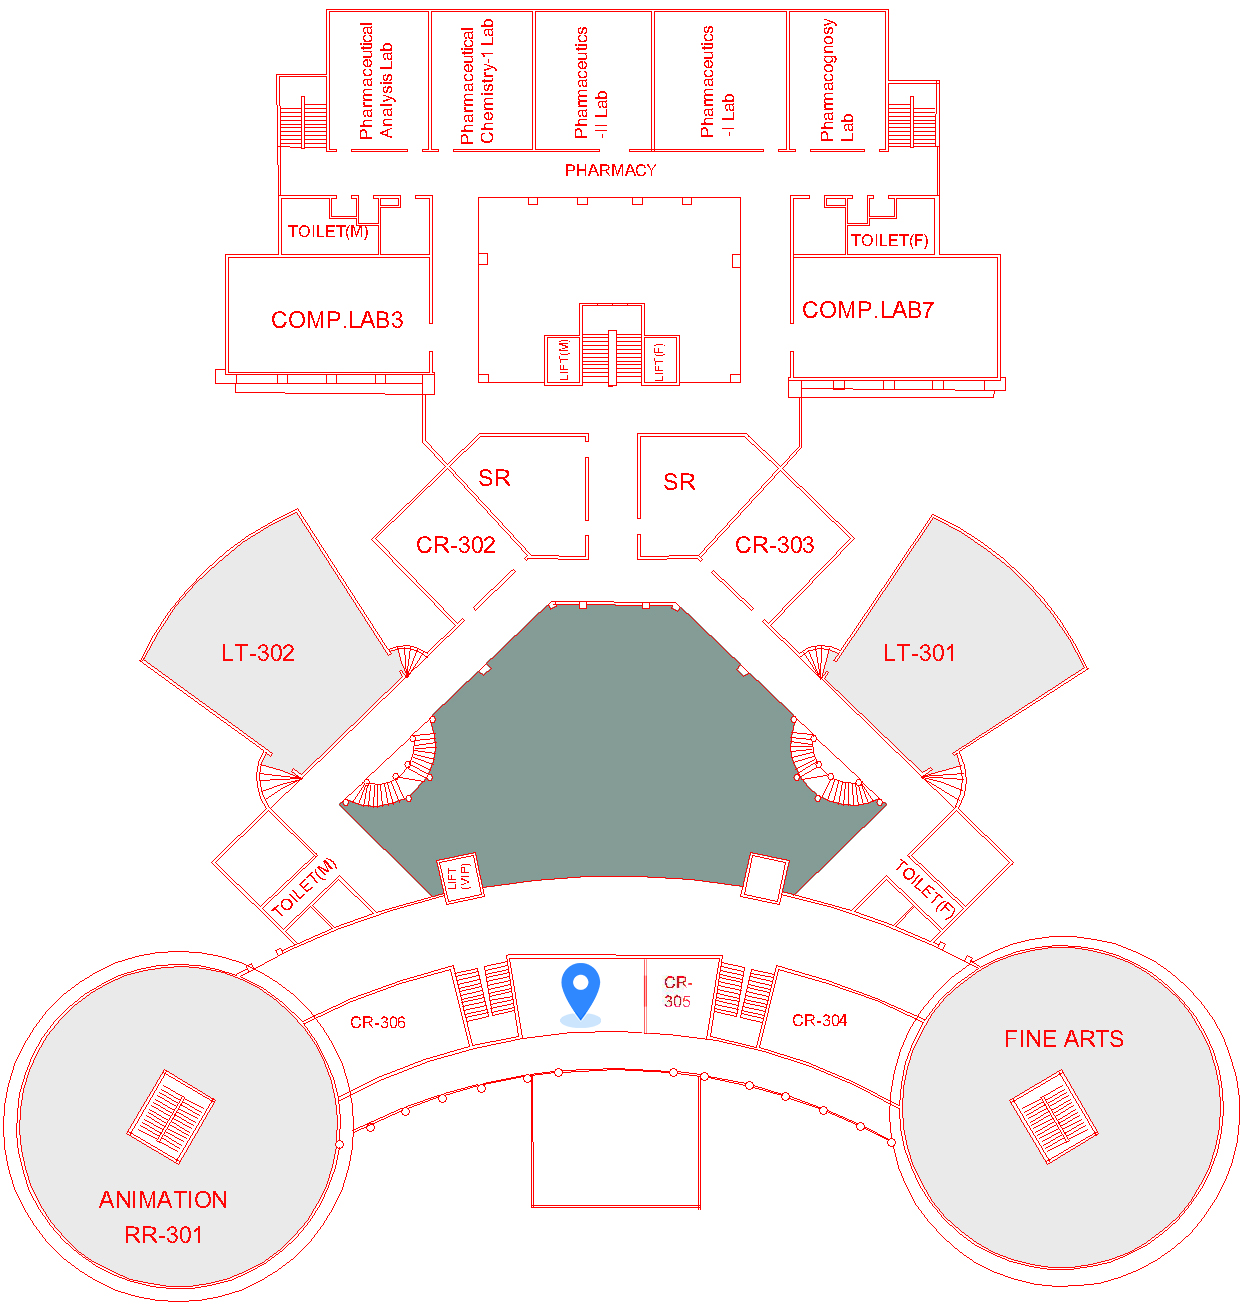 Pharmaceutical
Analysis Lab
Pharmaceutical
Chemistry-1 Lab
Pharmaceutics
-II Lab
Pharmaceutics
-I Lab
Pharmacognosy
Lab
PHARMACY
TOILET(M)
TOILET(F)
COMP.LAB3
COMP.LAB7
LIFT(M)
LIFT(F)
SR
SR
CR-302
CR-303
LT-302
LT-301
TOILET(M)
LIFT
(VIP)
TOILET(F)
CR-306
CR-
305
CR-304
FINE ARTS
ANIMATION
RR-301